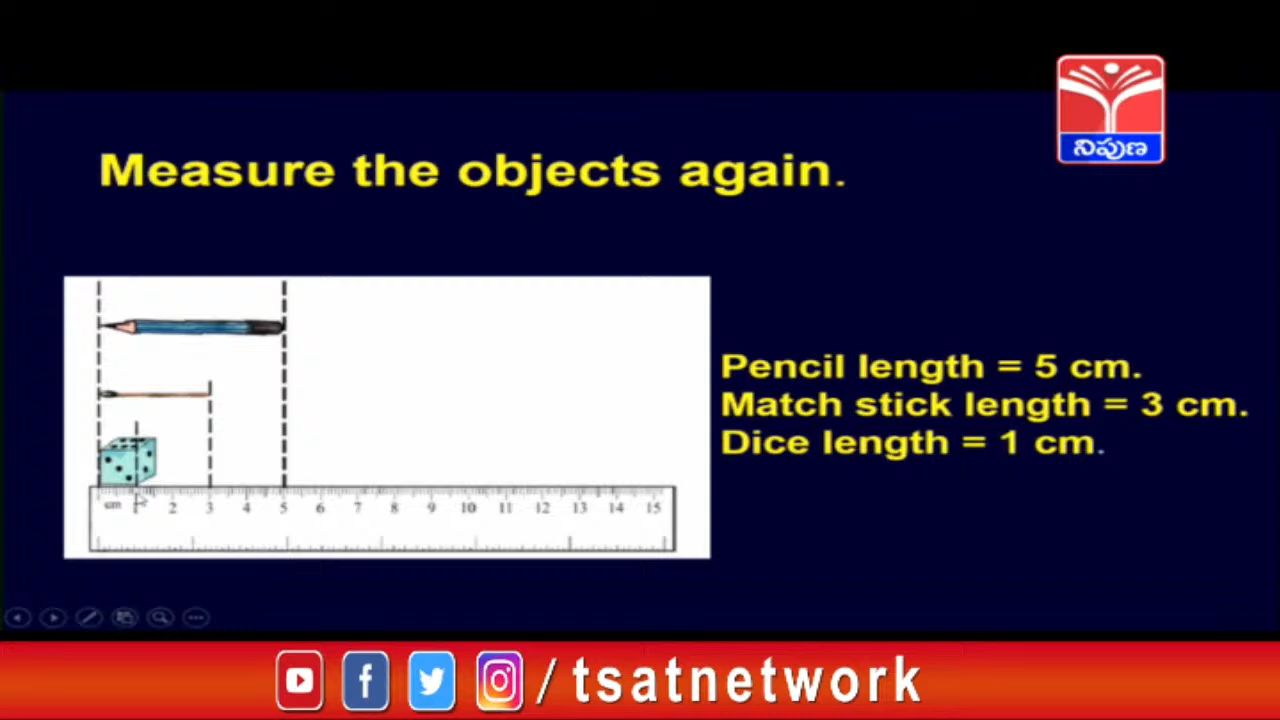 నిపుణ
Measure the objects again.
Pencil length = 5 cm.
Match stick length = 3 cm.
Dice length = 1 cm.
cm 1 2 3 4 5 6 7 8 9 10 11 12 13 14 15
/tsatnetwork